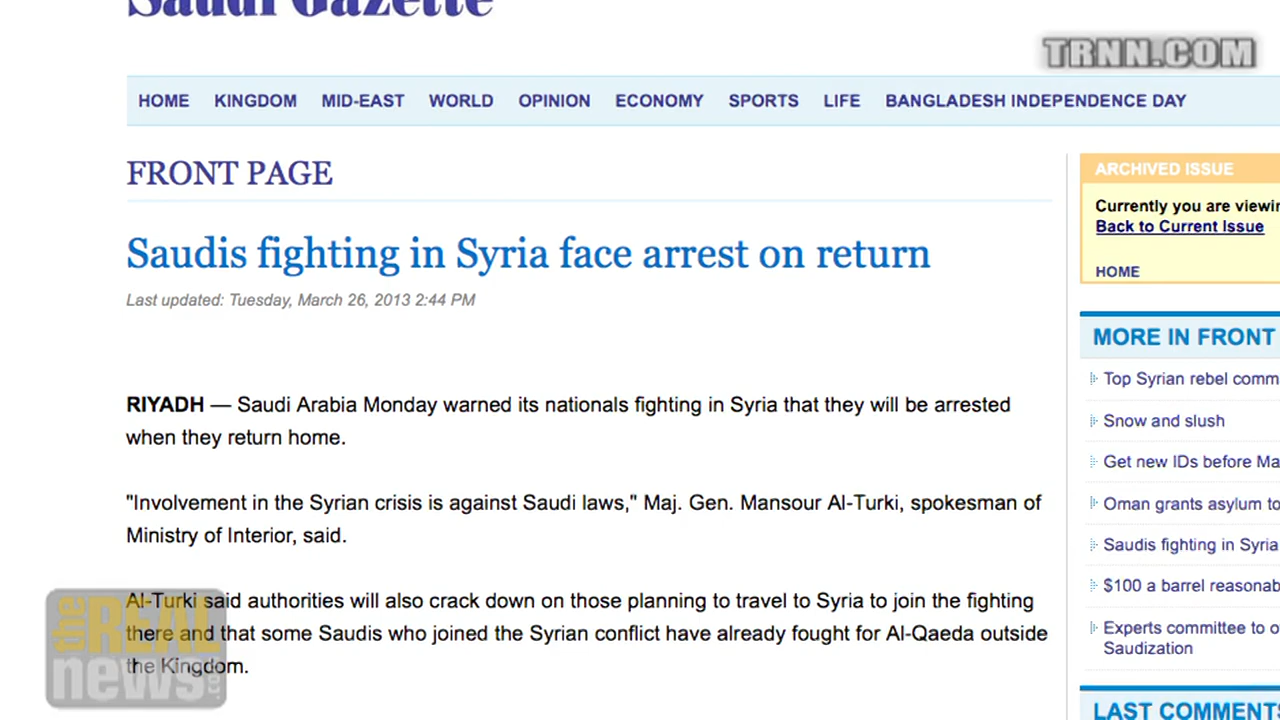 Saudi Gazette
TRNN.COM
HOME KINGDOM MID-EAST WORLD OPINION ECONOMY SPORTS LIFE BANGLADESH INDEPENDENCE DAY
FRONT PAGE
Saudis fighting in Syria face arrest on return
Last updated: Tuesday, March 26, 2013 2:44 PM
RIYADH — Saudi Arabia Monday warned its nationals fighting in Syria that they will be arrested
when they return home.
"Involvement in the Syrian crisis is against Saudi laws," Maj. Gen. Mansour Al-Turki, spokesman of
Ministry of Interior, said.
Al-Turki said authorities will also crack down on those planning to travel to Syria to join the fighting
there and that some Saudis who joined the Syrian conflict have already fought for Al-Qaeda outside
the Kingdom.
the REAL
news.com
ARCHIVED ISSUE
Currently you are
Back to Current Issue
HOME
MORE IN FRONT
Top Syrian rebel
Snow and slush
Get new IDs before
Oman grants asylum to
Saudis fighting in Syria
$100 a barrel
Experts committee to
Saudization
LAST